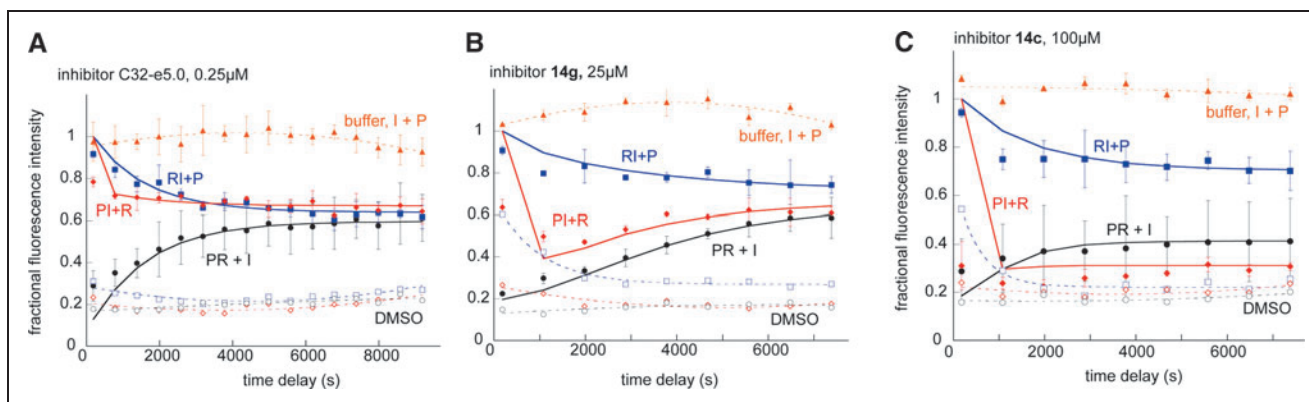 A
inhibitor C32-e5.0, 0.25µM
fractional fluorescence intensity
1
0.8
0.6
0.4
0.2
0
buffer, I + P
RI+P
PI+R
PR + I
DMSO
0 2000 4000 6000 8000
time delay (s)
B
inhibitor 14g, 25µM
fractional fluorescence intensity
1
0.8
0.6
0.4
0.2
0
buffer, I + P
RI+P
PI+R
PR + I
DMSO
0 2000 4000 6000
time delay (s)
C
inhibitor 14c, 100µM
fractional fluorescence intensity
1
0.8
0.6
0.4
0.2
0
buffer, I + P
RI+P
PI+R
PR + I
DMSO
0 2000 4000 6000
time delay (s)